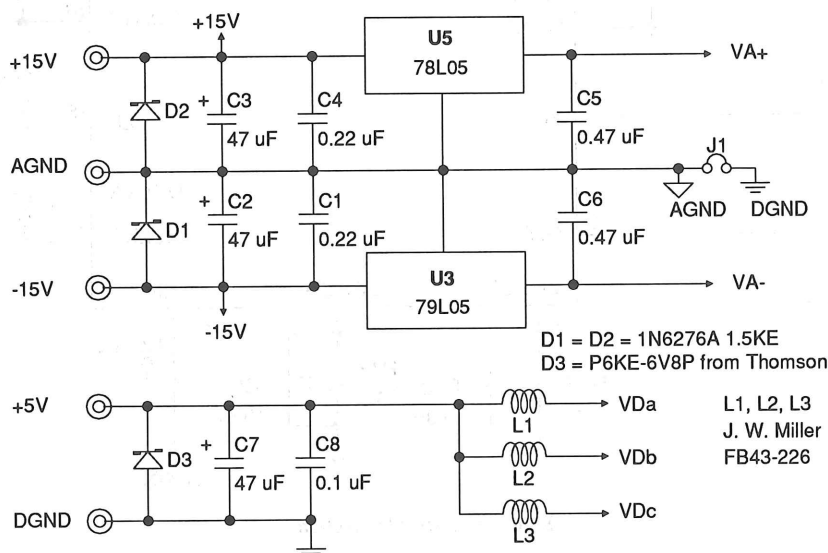 +15V
+15V
U5
78L05
VA+
D2
+
C3
47 uF
C4
0.22 uF
C5
0.47 uF
J1
AGND
AGND
DGND
D1
+
C2
47 uF
C1
0.22 uF
C6
0.47 uF
-15V
-15V
U3
79L05
VA-
D1 = D2 = 1N6276A 1.5KE
D3 = P6KE-6V8P from Thomson
+5V
D3
+
C7
47 uF
C8
0.1 uF
L1
VDa
L2
VDb
L3
VDc
L1, L2, L3
J. W. Miller
FB43-226
DGND